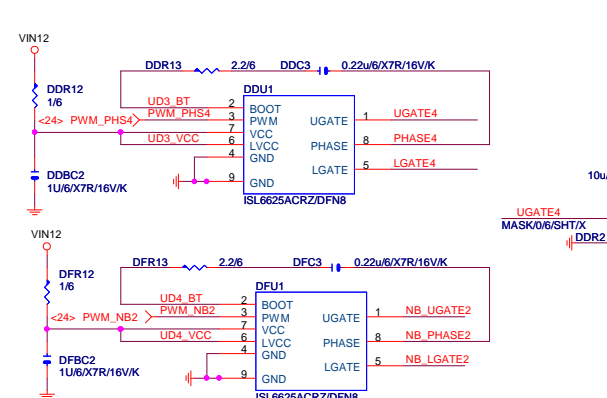 VIN12
DDR13 2.2/6 DDC3 0.22u/6/X7R/16V/K
DDR12
1/6
DDU1
UD3_BT 2 BOOT
<24> PWM_PHS4 PWM_PHS4 3 PWM UGATE 1 UGATE4
7 VCC
UD3_VCC 6 LVCC PHASE 8 PHASE4
4 GND
LGATE 5 LGATE4
DDBC2
1U/6/X7R/16V/K
9 GND
ISL6625ACRZ/DFN8
10u/
UGATE4
MASK/0/6/SHT/X
DDR2
VIN12
DFR13 2.2/6 DFC3 0.22u/6/X7R/16V/K
DFR12
1/6
DFU1
UD4_BT 2 BOOT
<24> PWM_NB2 PWM_NB2 3 PWM UGATE 1 NB_UGATE2
7 VCC
UD4_VCC 6 LVCC PHASE 8 NB_PHASE2
4 GND
LGATE 5 NB_LGATE2
DFBC2
1U/6/X7R/16V/K
9 GND
ISL6625ACRZ/DFN8